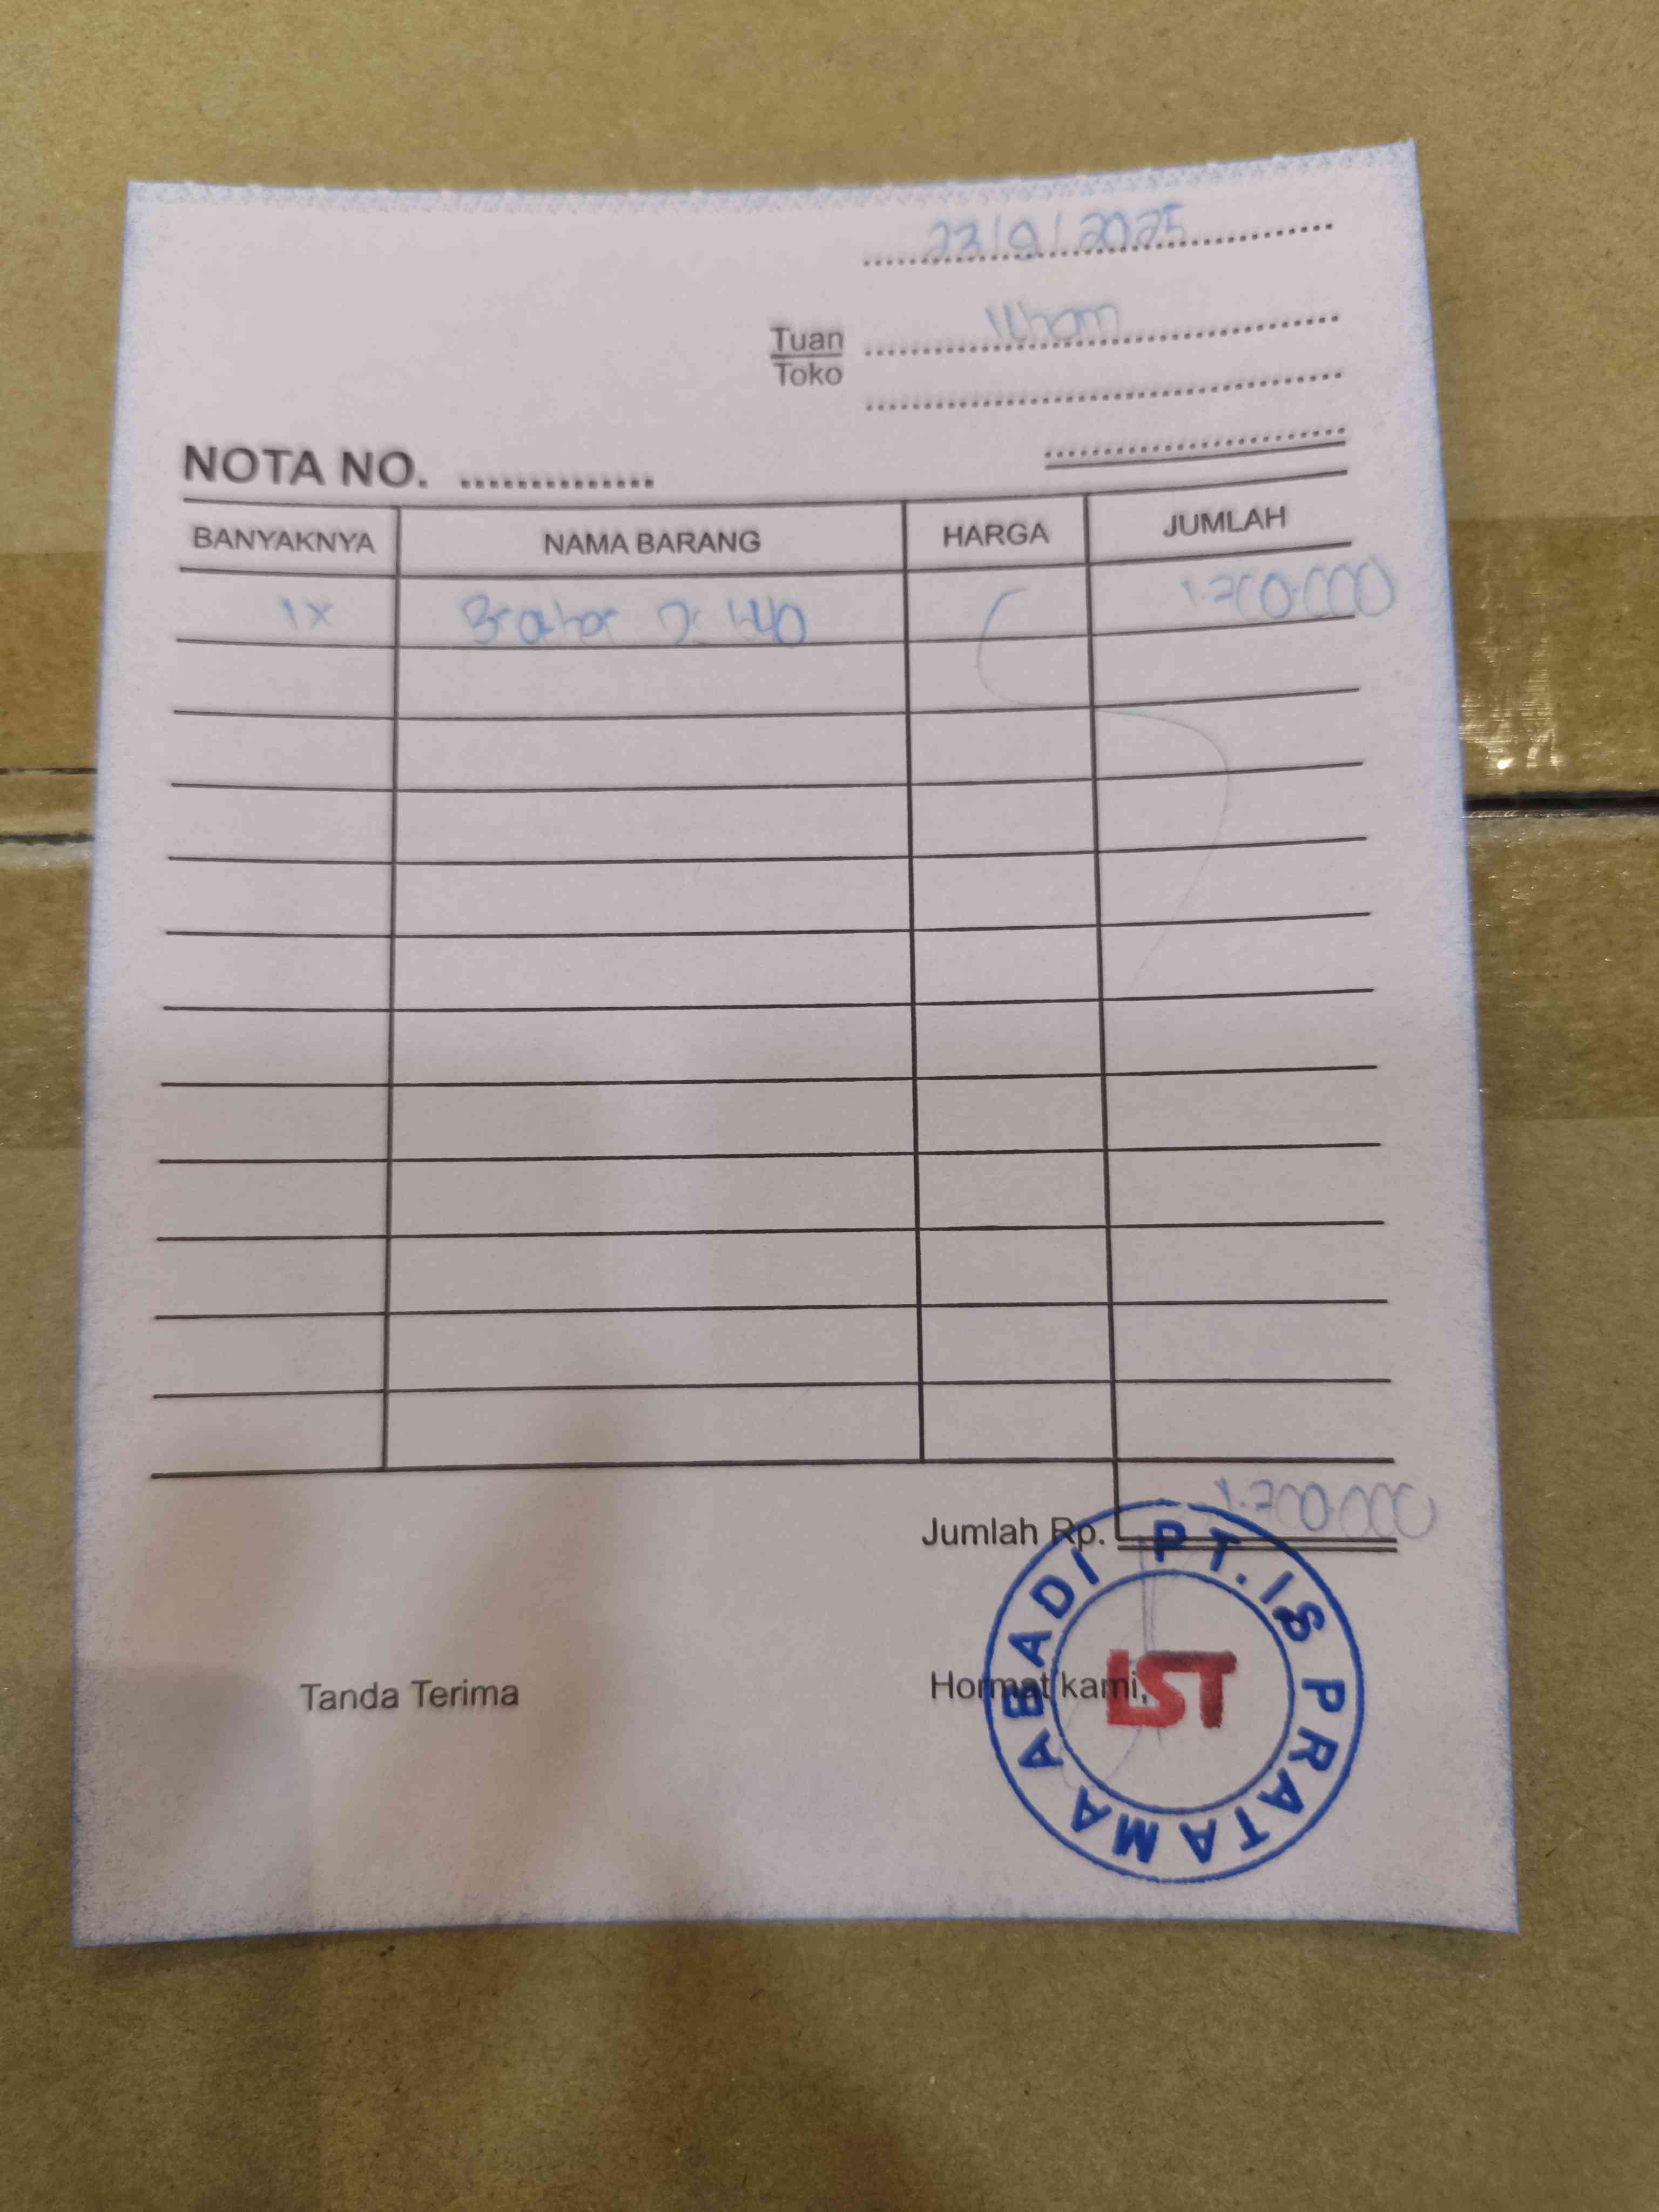 23/9/2025
Tuan Ilham
Toko
NOTA NO. ..............
BANYAKNYA NAMA BARANG HARGA JUMLAH
1x 1.700.000
Jumlah Rp. 1.700.000
Tanda Terima Hormat kami,
PT. IS PRATAMA ABADI
IST